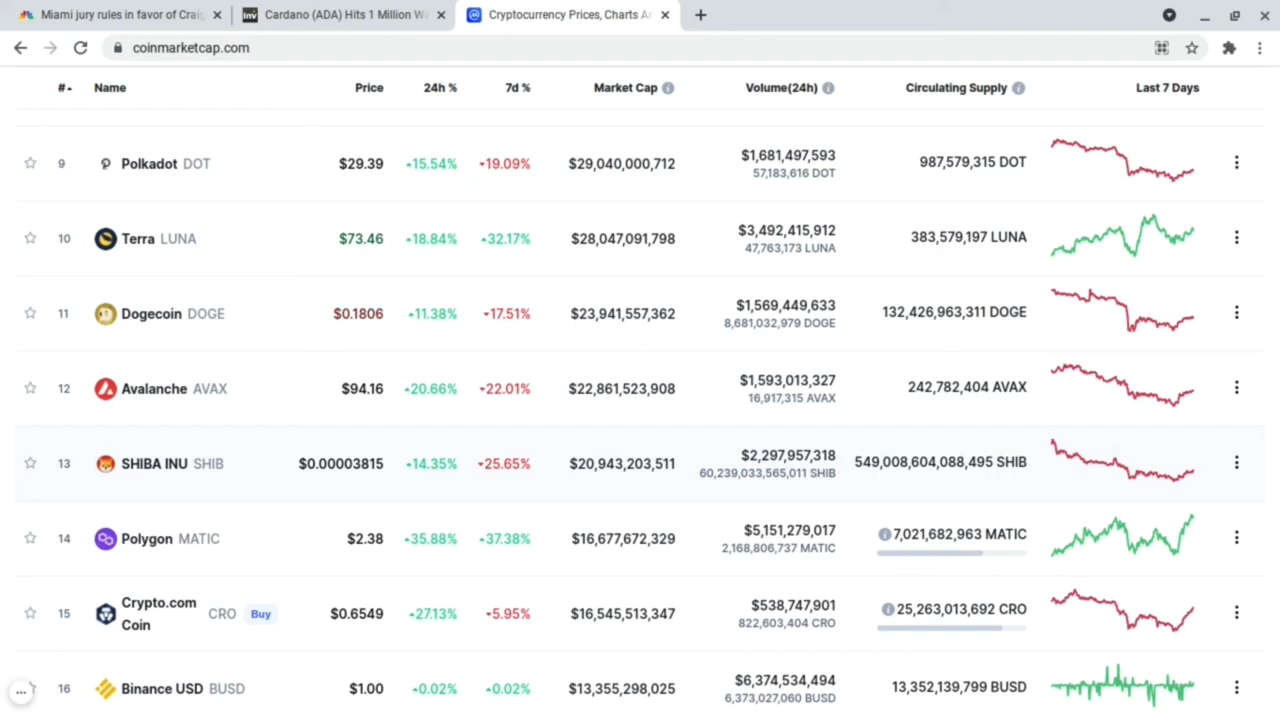 Miami jury rules in favor of Craig
Cardano (ADA) Hits 1 Million Wa
Cryptocurrency Prices, Charts An
coinmarketcap.com
# Name Price 24h % 7d % Market Cap Volume(24h) Circulating Supply Last 7 Days
9 Polkadot DOT $29.39 15.54% 19.09% $29,040,000,712 $1,681,497,593 987,579,315 DOT
57,183,616 DOT
10 Terra LUNA $73.46 18.84% 32.17% $28,047,091,798 $3,492,415,912 383,579,197 LUNA
47,763,173 LUNA
11 Dogecoin DOGE $0.1806 11.38% 17.51% $23,941,557,362 $1,569,449,633 132,426,963,311 DOGE
8,681,032,979 DOGE
12 Avalanche AVAX $94.16 20.66% 22.01% $22,861,523,908 $1,593,013,327 242,782,404 AVAX
16,917,315 AVAX
13 SHIBA INU SHIB $0.00003815 14.35% 25.65% $20,943,203,511 $2,297,957,318 549,008,604,088,495 SHIB
60,239,033,565,011 SHIB
14 Polygon MATIC $2.38 35.88% 37.38% $16,677,672,329 $5,151,279,017 7,021,682,963 MATIC
2,168,806,737 MATIC
15 Crypto.com Coin CRO Buy $0.6549 27.13% 5.95% $16,545,513,347 $538,747,901 25,263,013,692 CRO
822,603,404 CRO
16 Binance USD BUSD $1.00 0.02% 0.02% $13,355,298,025 $6,374,534,494 13,352,139,799 BUSD
6,373,027,060 BUSD